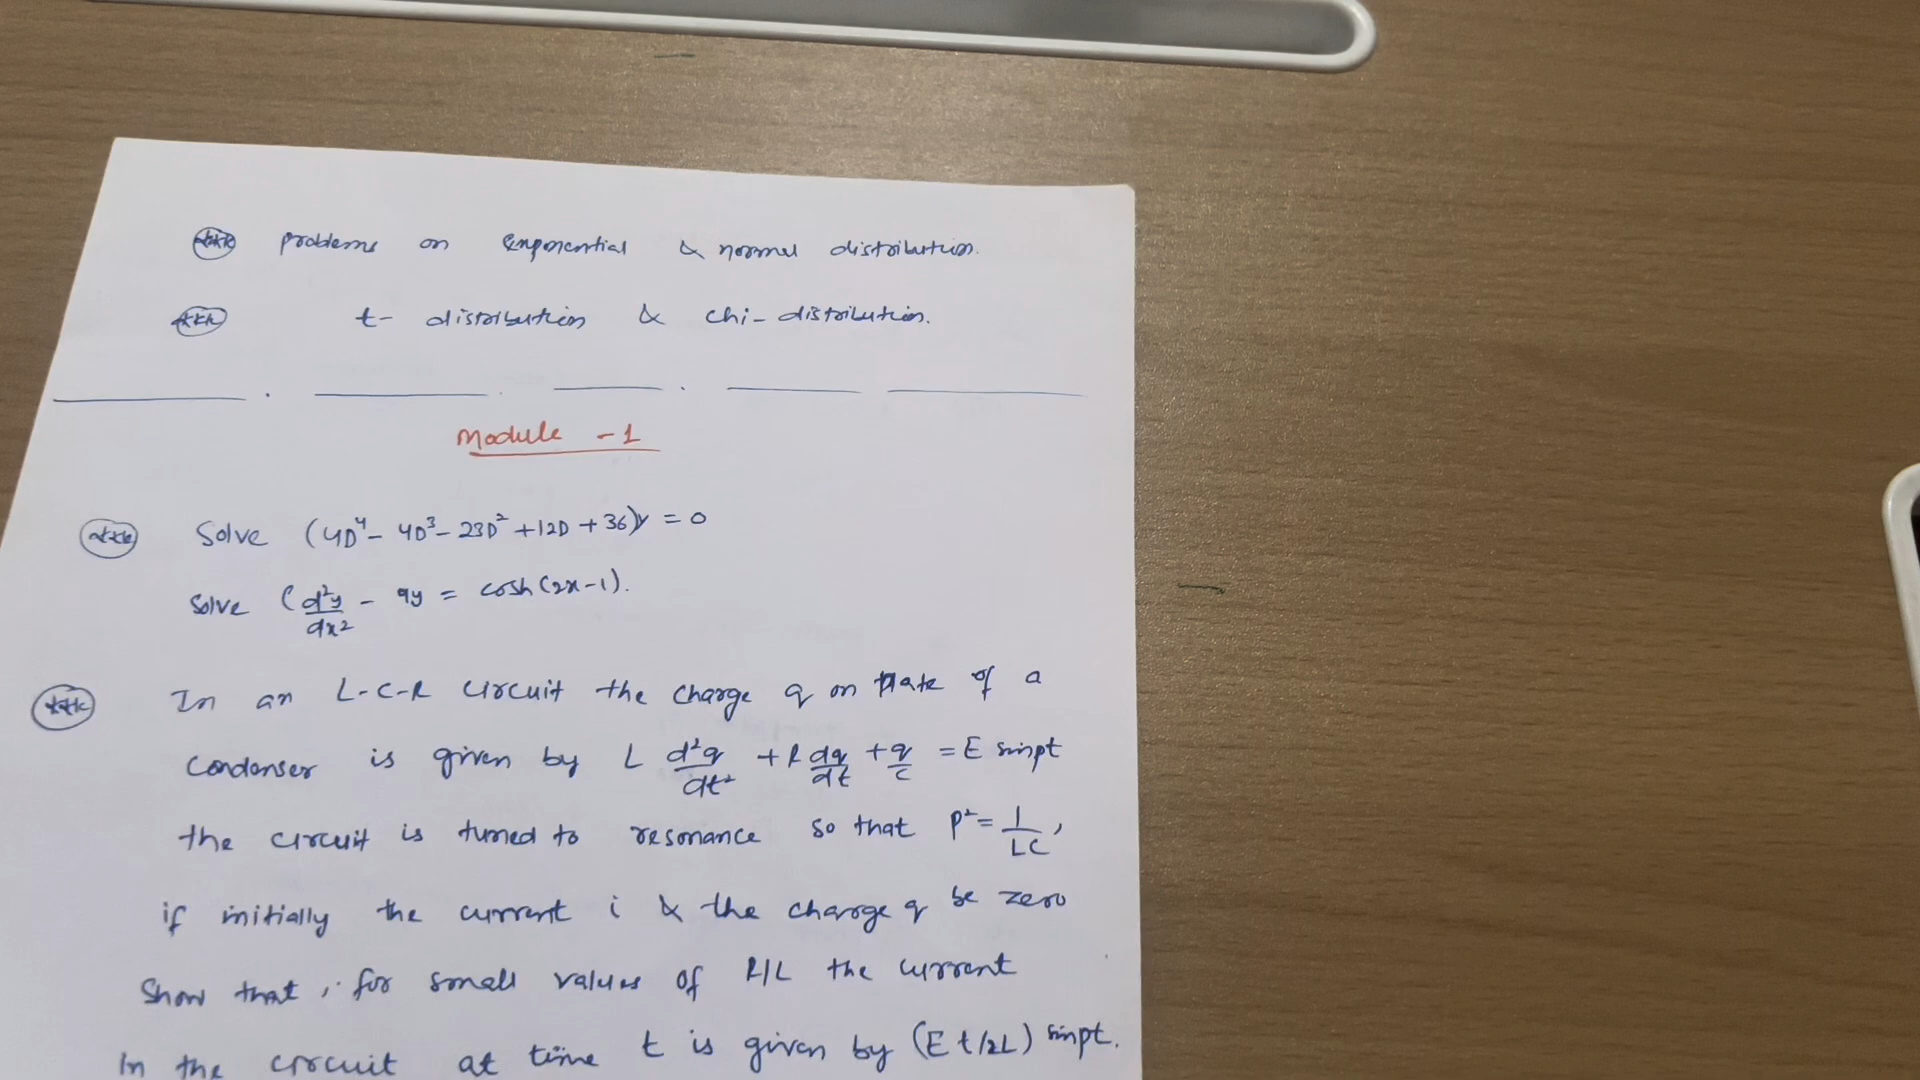 *** Problems on exponential & normal distribution.
*** t- distribution & chi-distribution.
Module -1
*** Solve (4D⁴- 4D³- 23D² +12D +36)y = 0
Solve (d²y/dx² - 9y = cosh (2x-1).
*** In an L-C-R circuit the charge q on plate of a
condenser is given by L d²q/dt² + R dq/dt + q/c = E sinpt
the circuit is tuned to resonance so that p² = 1/LC,
if initially the current i & the charge q be zero
Show that, for small values of R/L the current
In the circuit at time t is given by (Et/2L) sinpt.